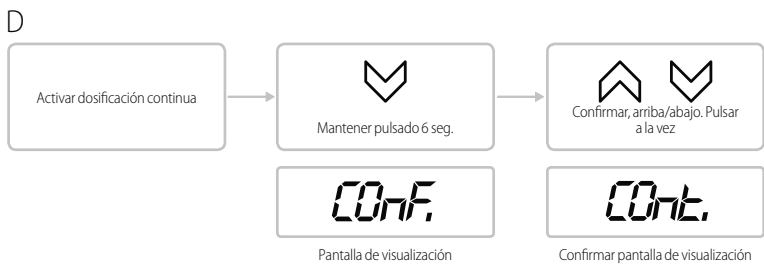 D
Activar dosificación continua
Mantener pulsado 6 seg.
Confirmar, arriba/abajo. Pulsar
a la vez
COnF.
COnt.
Pantalla de visualización
Confirmar pantalla de visualización